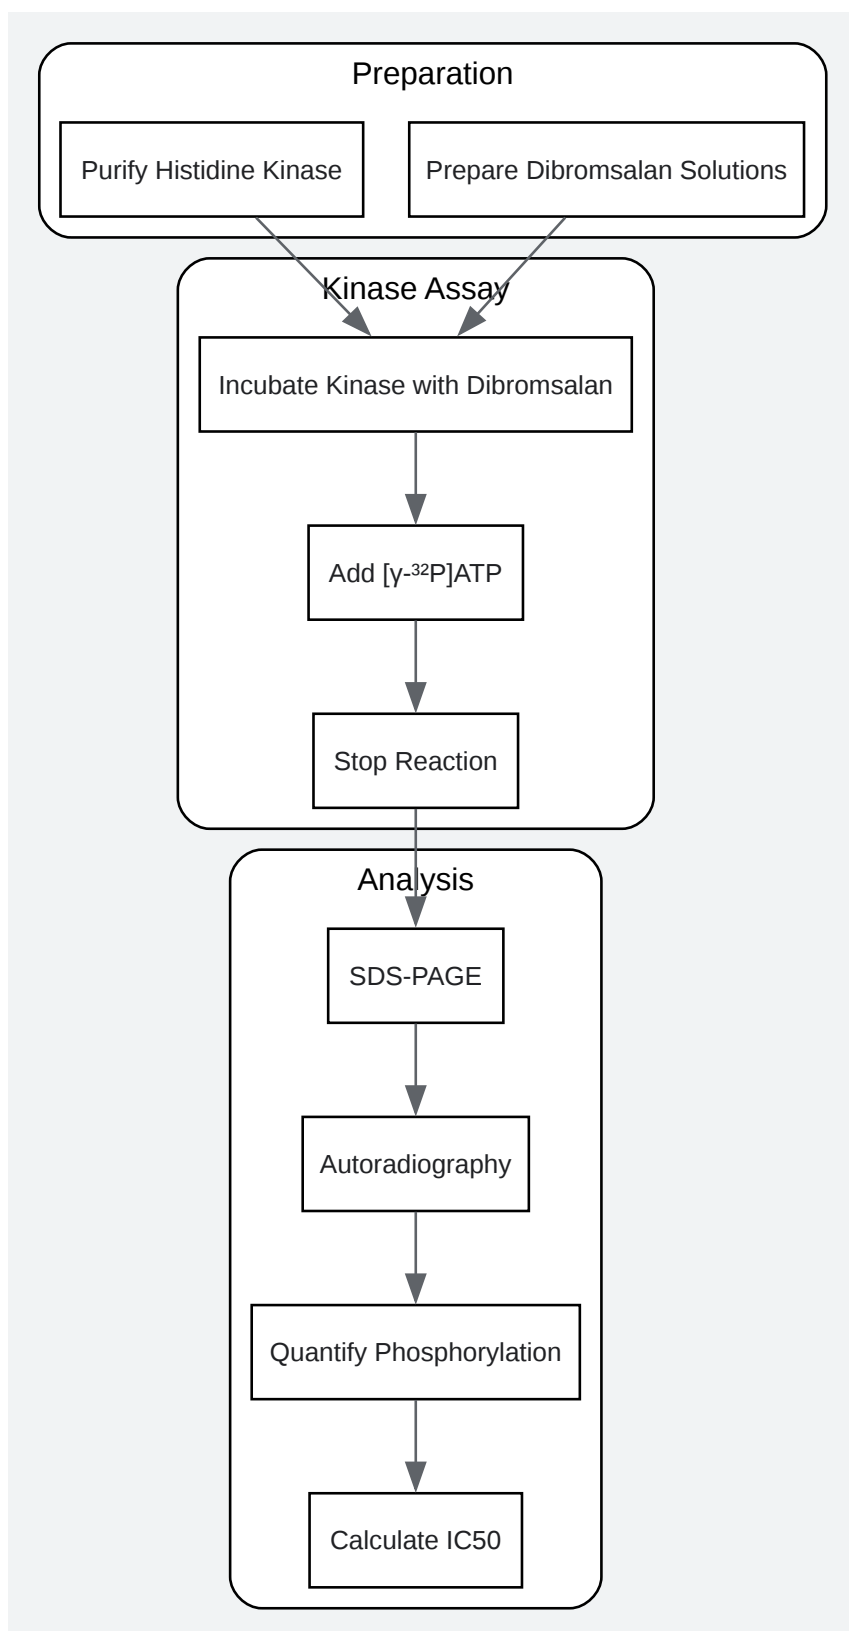 Preparation
Purify Histidine Kinase
Prepare Dibromsalan Solutions
Kinase Assay
Incubate Kinase with Dibromsalan
Add [γ-³²P]ATP
Stop Reaction
Analysis
SDS-PAGE
Autoradiography
Quantify Phosphorylation
Calculate IC50